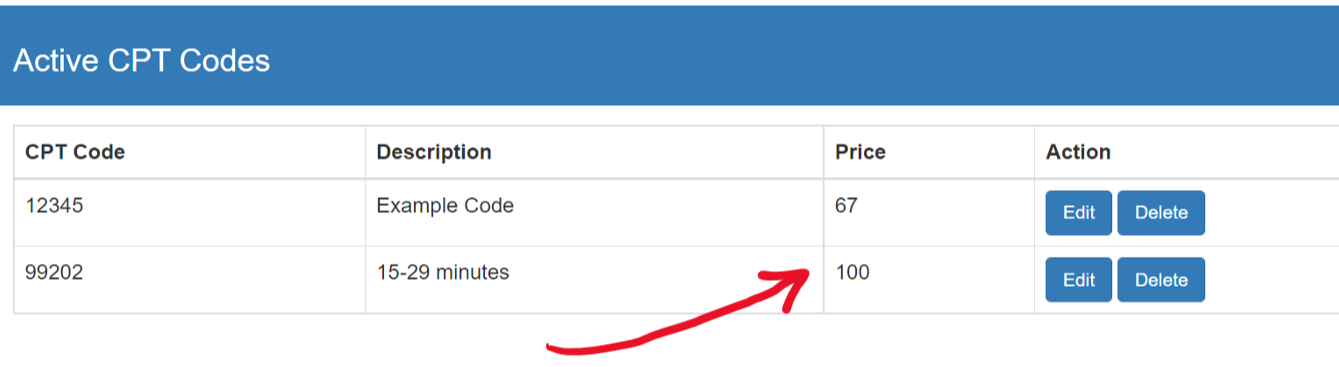 Active CPT Codes
CPT Code Description Price Action
12345 Example Code 67 Edit Delete
99202 15-29 minutes 100 Edit Delete